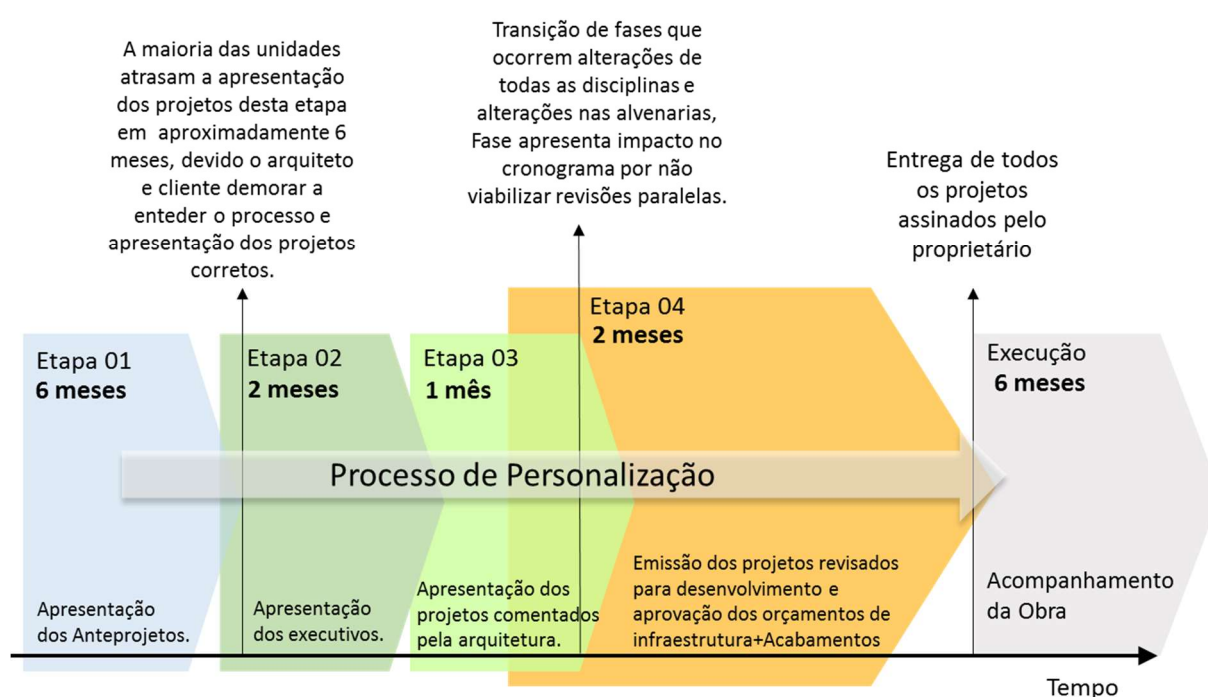 A maioria das unidades
atrasam a apresentação
dos projetos desta etapa
em aproximadamente 6
meses, devido o arquiteto
e cliente demorar a
enteder o processo e
apresentação dos projetos
corretos.
Transição de fases que
ocorrem alterações de
todas as disciplinas e
alterações nas alvenarias,
Fase apresenta impacto no
cronograma por não
viabilizar revisões paralelas.
Entrega de todos
os projetos
assinados pelo
proprietário
Etapa 01
6 meses
Etapa 02
2 meses
Etapa 03
1 mês
Etapa 04
2 meses
Execução
6 meses
Processo de Personalização
Apresentação
dos Anteprojetos.
Apresentação
dos executivos.
Apresentação dos
projetos comentados
pela arquitetura.
Emissão dos projetos revisados
para desenvolvimento e
aprovação dos orçamentos de
infraestrutura+Acabamentos
Acompanhamento
da Obra
Tempo